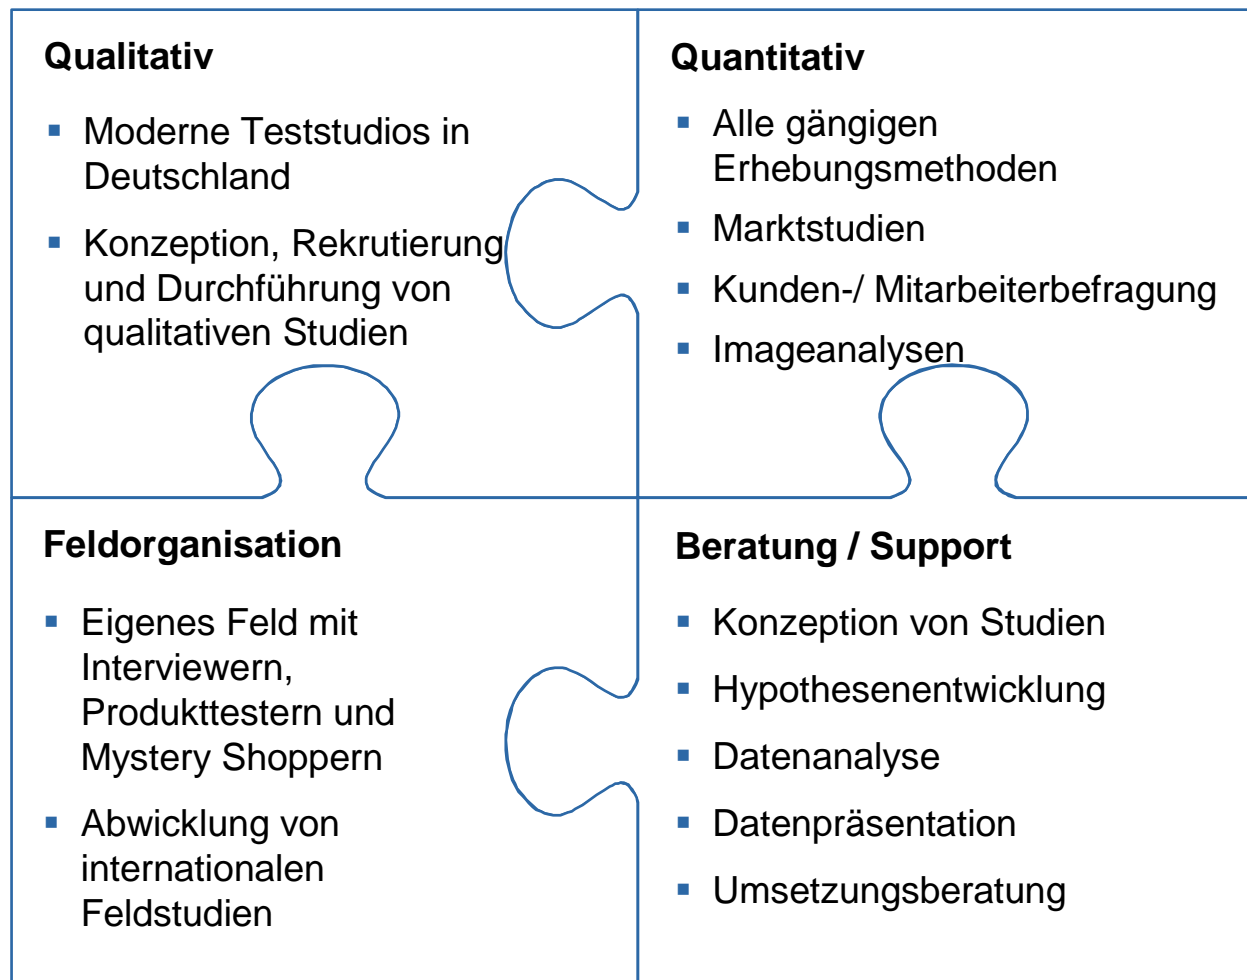 Qualitativ
▪ Moderne Teststudios in
Deutschland
▪ Konzeption, Rekrutierung
und Durchführung von
qualitativen Studien
Quantitativ
▪ Alle gängigen
Erhebungsmethoden
▪ Marktstudien
▪ Kunden-/ Mitarbeiterbefragung
▪ Imageanalysen
Feldorganisation
▪ Eigenes Feld mit
Interviewern,
Produkttestern und
Mystery Shoppern
▪ Abwicklung von
internationalen
Feldstudien
Beratung / Support
▪ Konzeption von Studien
▪ Hypothesenentwicklung
▪ Datenanalyse
▪ Datenpräsentation
▪ Umsetzungsberatung